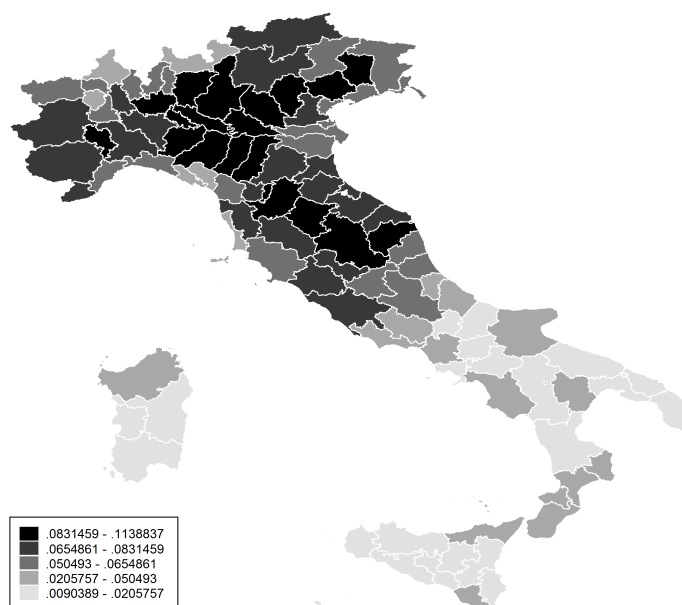 .0831459 - .1138837
.0654861 - .0831459
.050493 - .0654861
.0205757 - .050493
.0090389 - .0205757